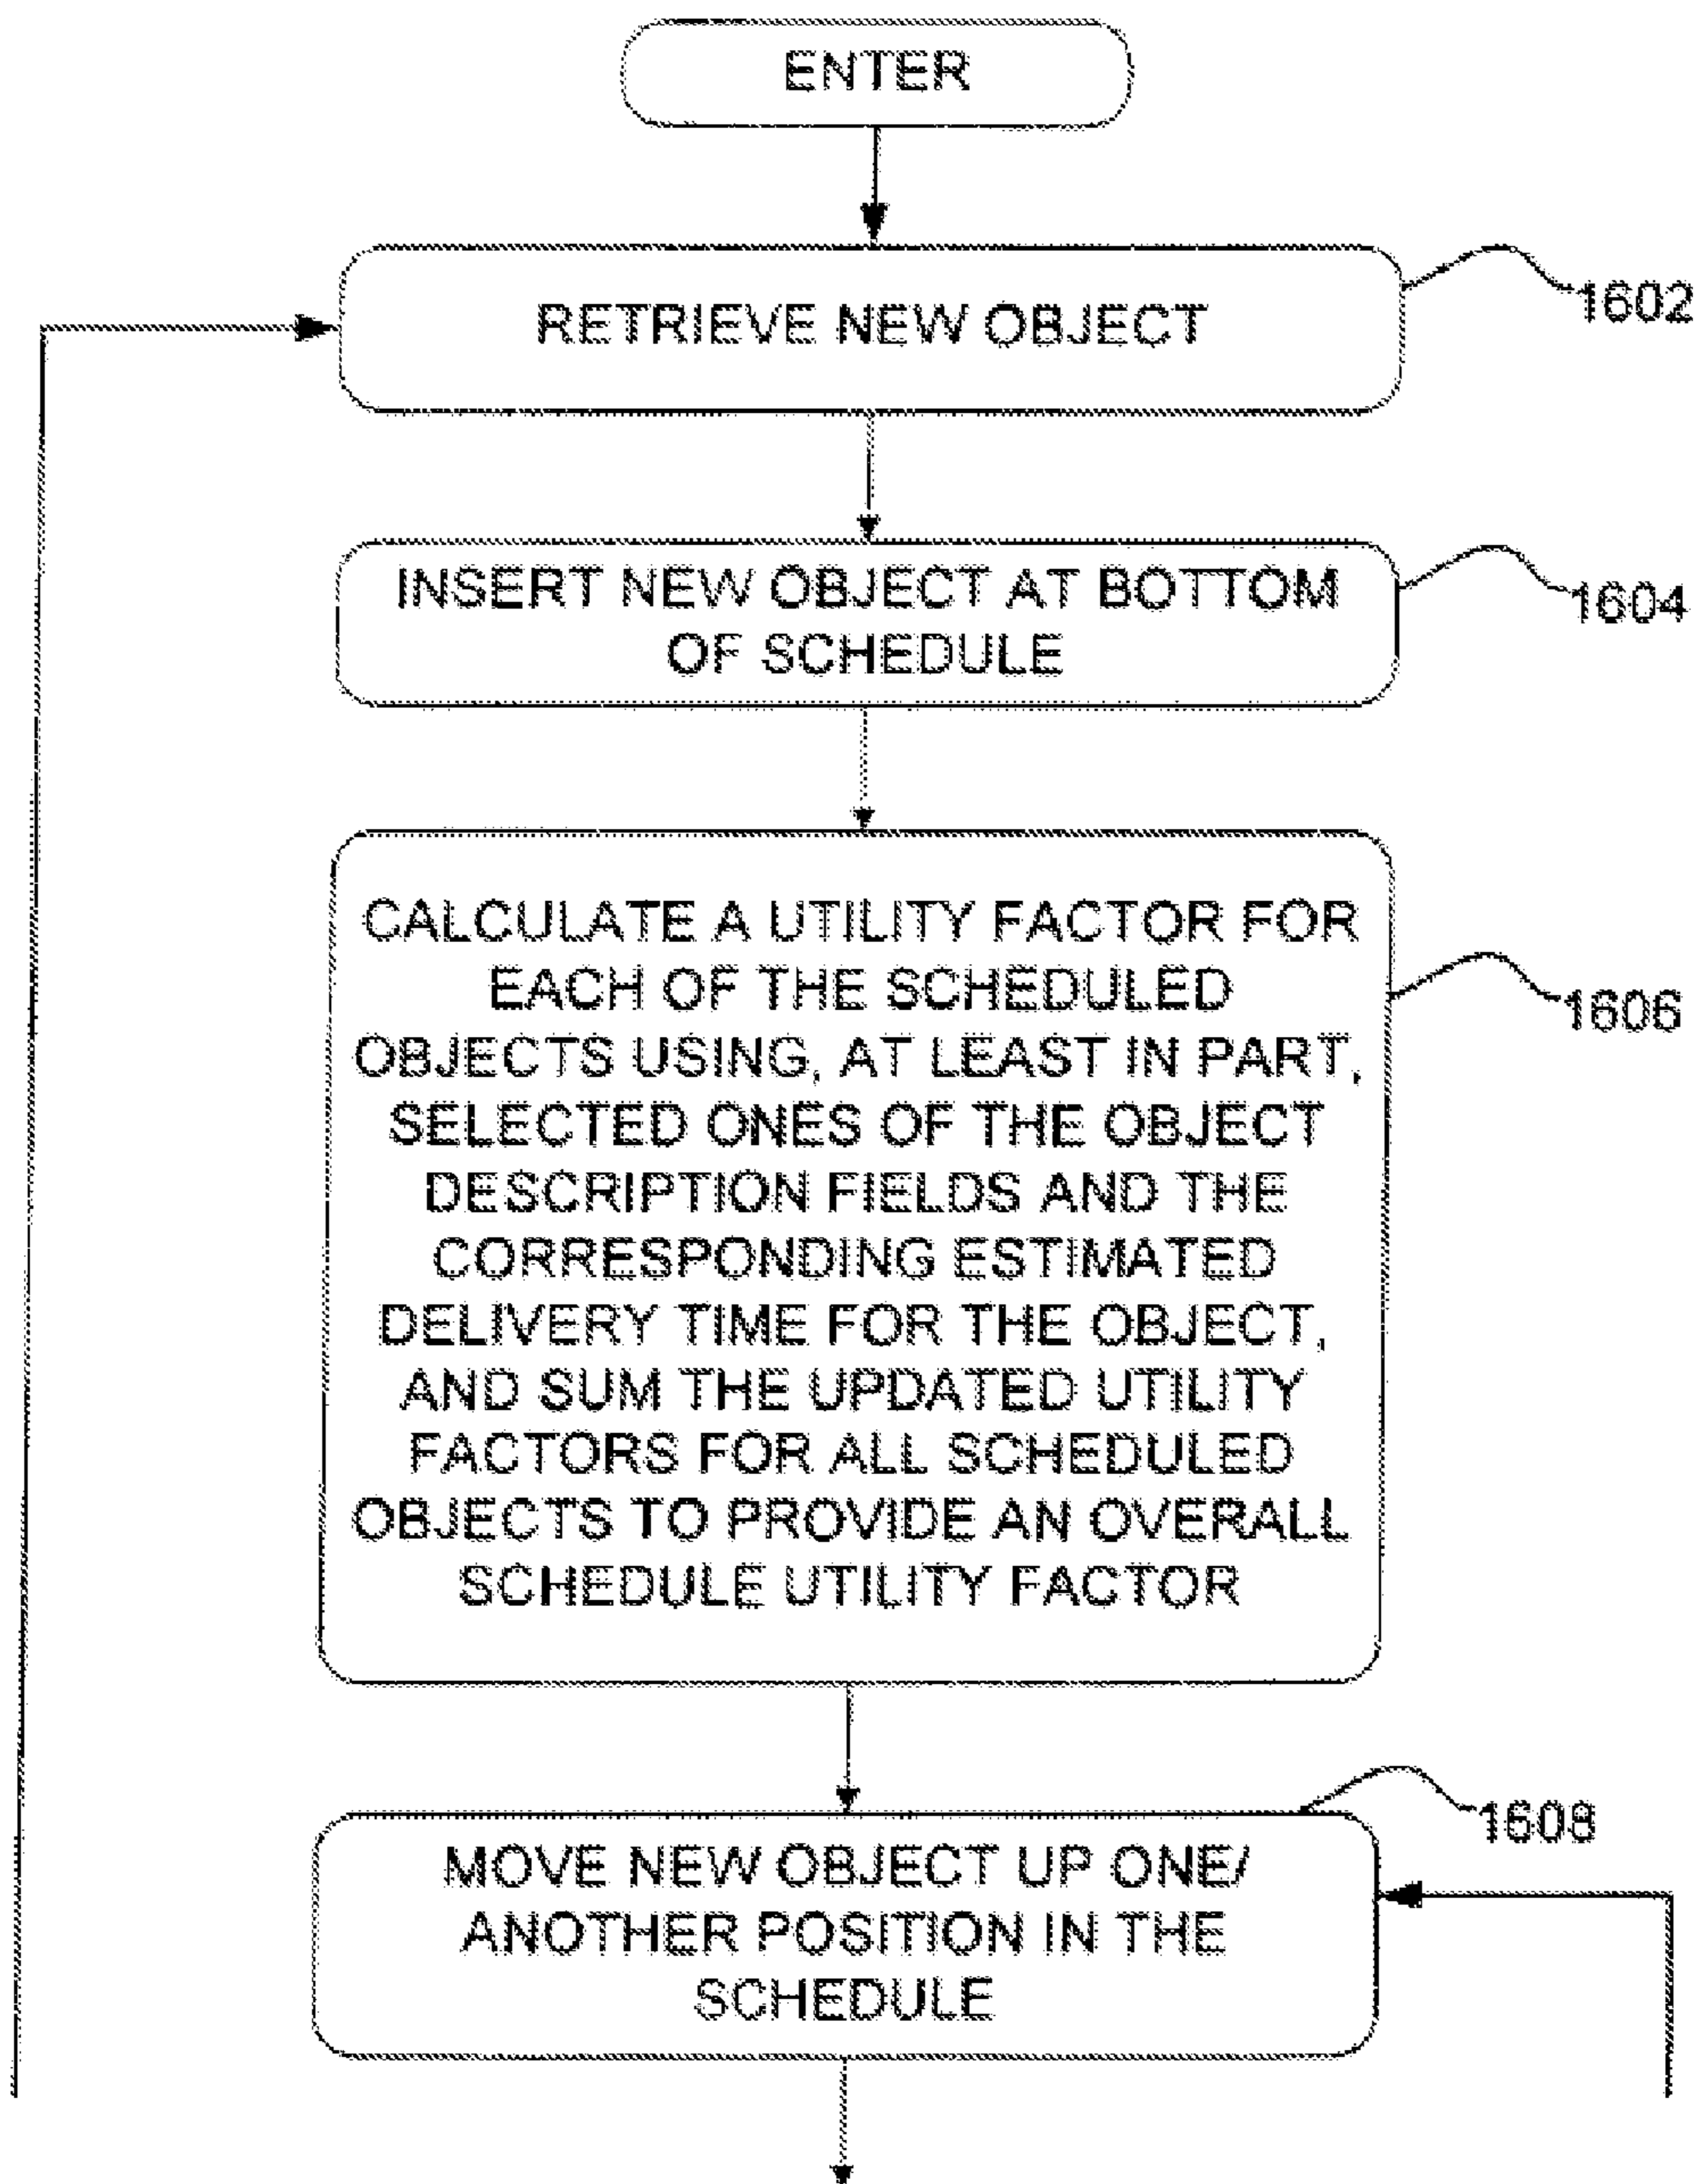 ENTER
RETRIEVE NEW OBJECT
1602
INSERT NEW OBJECT AT BOTTOM
OF SCHEDULE
1604
CALCULATE A UTILITY FACTOR FOR
EACH OF THE SCHEDULED
OBJECTS USING, AT LEAST IN PART,
SELECTED ONES OF THE OBJECT
DESCRIPTION FIELDS AND THE
CORRESPONDING ESTIMATED
DELIVERY TIME FOR THE OBJECT,
AND SUM THE UPDATED UTILITY
FACTORS FOR ALL SCHEDULED
OBJECTS TO PROVIDE AN OVERALL
SCHEDULE UTILITY FACTOR
1606
MOVE NEW OBJECT UP ONE/
ANOTHER POSITION IN THE
SCHEDULE
1608